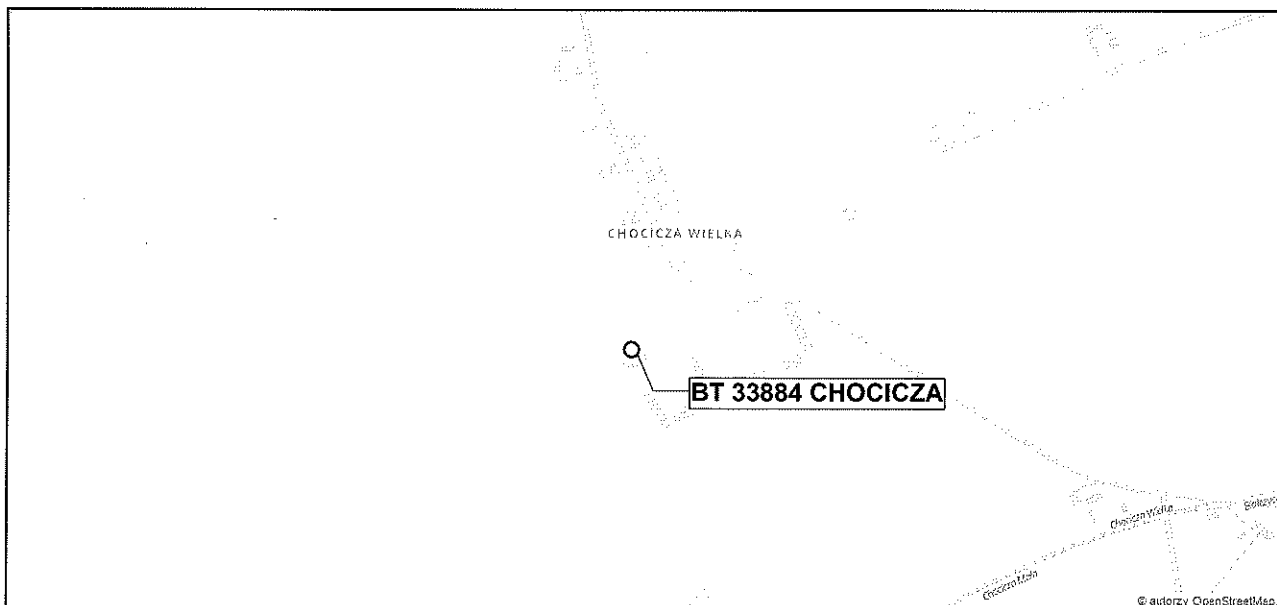 CHOCICZA WIELKA
BT 33884 CHOCICZA
Chocicza Wielka
Chocicza Mała
© autorzy OpenStreetMap